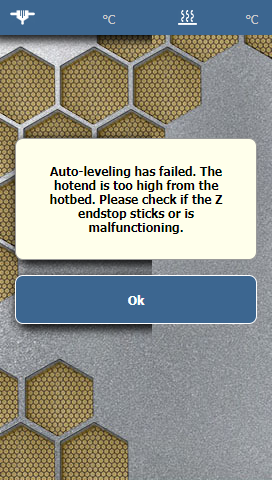 °C °C
Auto-leveling has failed. The
hotend is too high from the
hotbed. Please check if the Z
endstop sticks or is
malfunctioning.
Ok